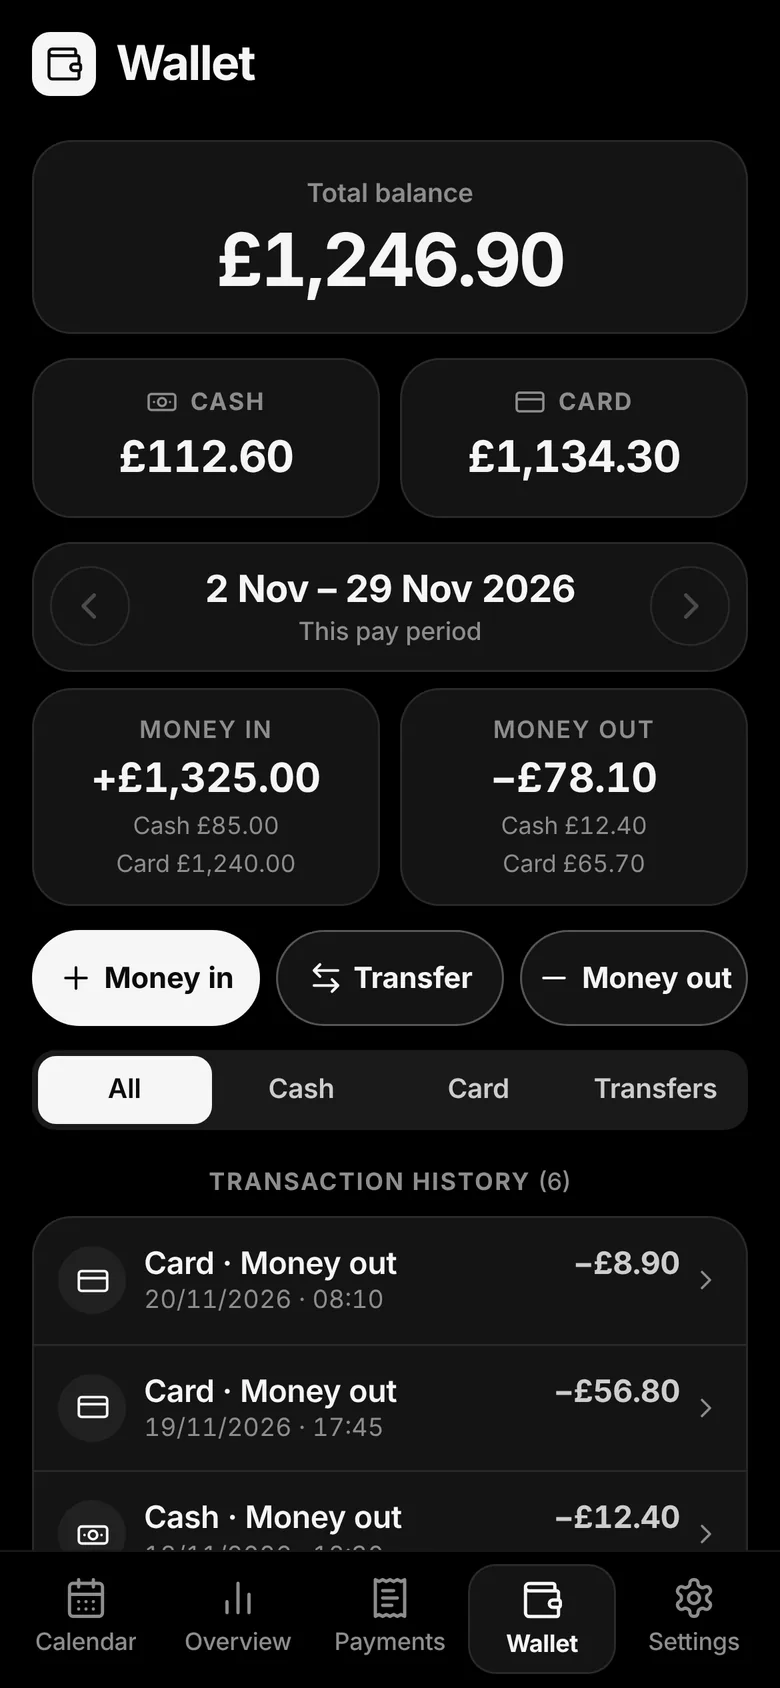 Wallet
Total balance
£1,246.90
CASH
£112.60
CARD
£1,134.30
2 Nov – 29 Nov 2026
This pay period
MONEY IN
+£1,325.00
Cash £85.00
Card £1,240.00
MONEY OUT
−£78.10
Cash £12.40
Card £65.70
Money in
Transfer
Money out
All
Cash
Card
Transfers
TRANSACTION HISTORY (6)
Card · Money out
−£8.90
20/11/2026 · 08:10
Card · Money out
−£56.80
19/11/2026 · 17:45
Cash · Money out
−£12.40
Calendar
Overview
Payments
Wallet
Settings